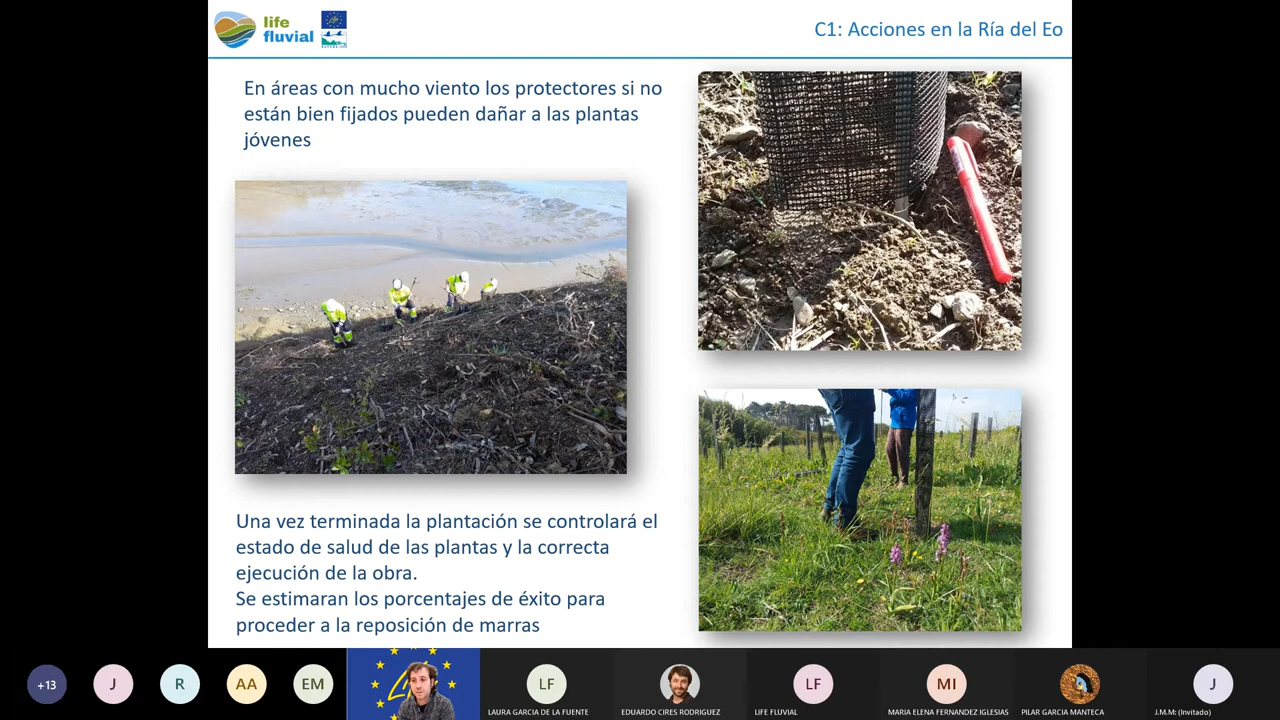 life
fluvial
C1: Acciones en la Ría del Eo
En áreas con mucho viento los protectores si no
están bien fijados pueden dañar a las plantas
jóvenes
Una vez terminada la plantación se controlará el
estado de salud de las plantas y la correcta
ejecución de la obra.
Se estimaran los porcentajes de éxito para
proceder a la reposición de marras
+13
J
R
AA
EM
LF
LAURA GARCIA DE LA FUENTE
EDUARDO CIRES RODRIGUEZ
LF
LIFE FLUVIAL
MI
MARIA ELENA FERNANDEZ IGLESIAS
PILAR GARCIA MANTECA
J
J.M.M: (Invitado)